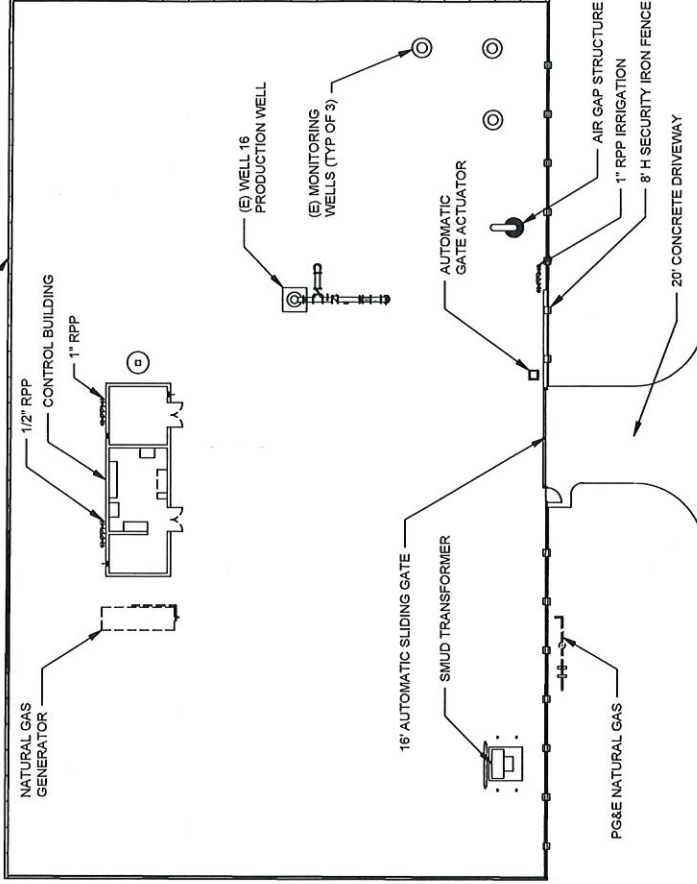 NATURAL GAS
GENERATOR
1/2" RPP
CONTROL BUILDING
1" RPP
(E) WELL 16
PRODUCTION WELL
(E) MONITORING
WELLS (TYP OF 3)
16' AUTOMATIC SLIDING GATE
SMUD TRANSFORMER
AUTOMATIC
GATE ACTUATOR
AIR GAP STRUCTURE
1" RPP IRRIGATION
8' H SECURITY IRON FENCE
20' CONCRETE DRIVEWAY
PG&E NATURAL GAS